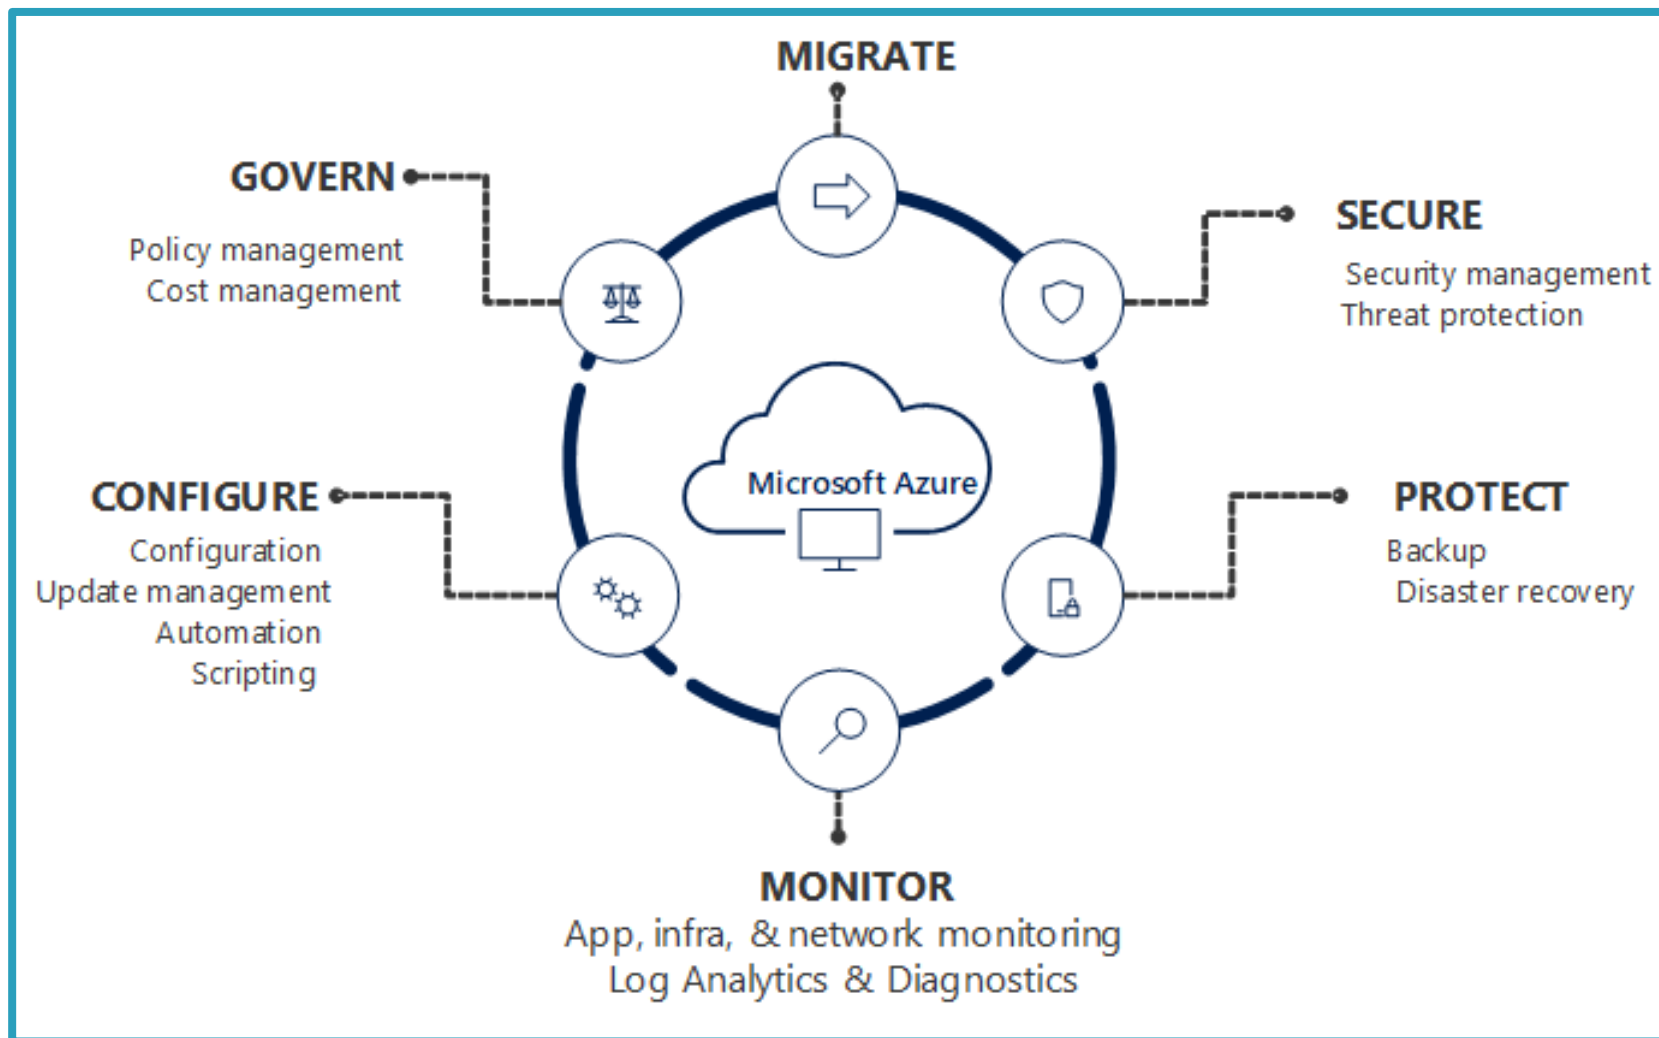 MIGRATE
GOVERN
Policy management
Cost management
SECURE
Security management
Threat protection
Microsoft Azure
CONFIGURE
Configuration
Update management
Automation
Scripting
PROTECT
Backup
Disaster recovery
MONITOR
App, infra, & network monitoring
Log Analytics & Diagnostics